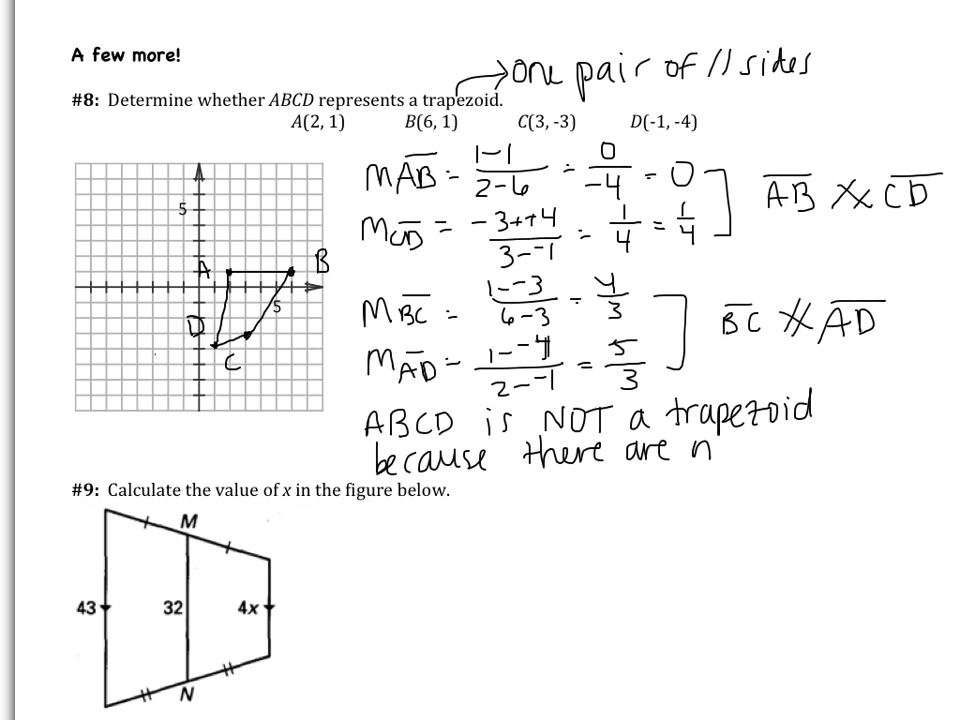 A few more!
→one pair of // sides
#8: Determine whether ABCD represents a trapezoid.
A(2, 1) B(6, 1) C(3, -3) D(-1, -4)
5
A
B
5
D
C
mAB = 1-1/2-6 = 0/-4 = 0
mCD = -3++4/3--1 = 1/4 = 1/4
AB ∦ CD
mBC = 1--3/6-3 = 4/3
mAD = 1--4/2--1 = 5/3
BC ∦ AD
ABCD is NOT a trapezoid
because there are n
#9: Calculate the value of x in the figure below.
M
43 32 4x
N